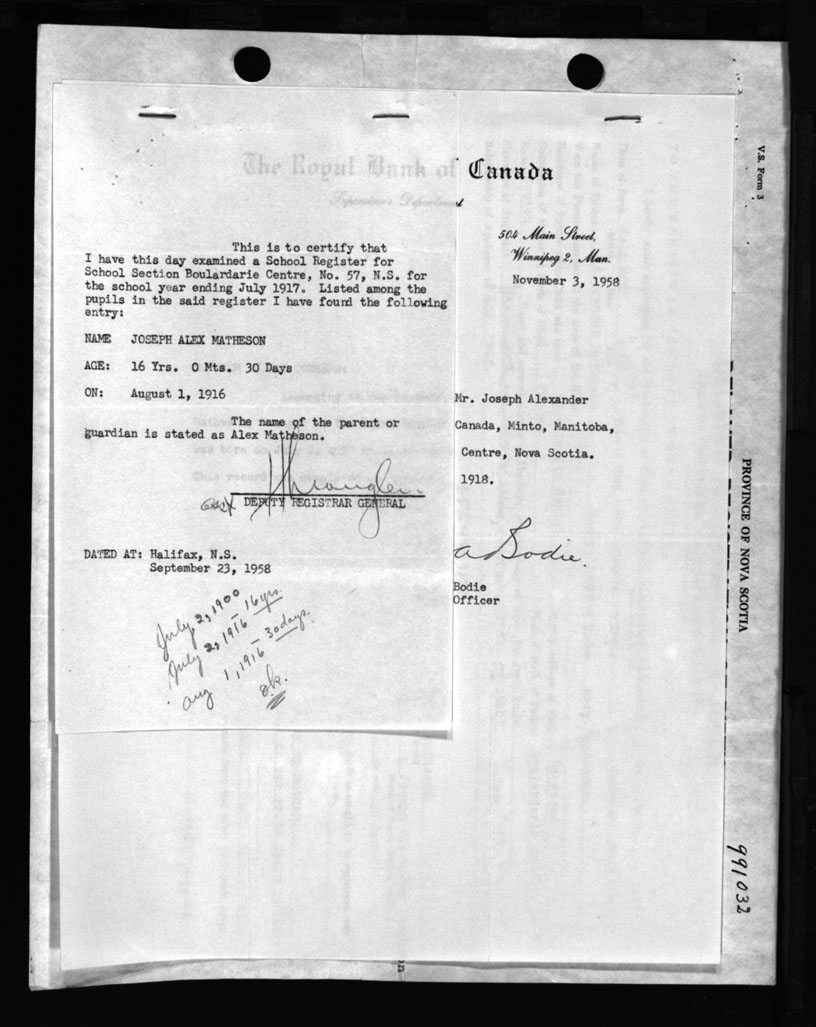 This is to certify that
I have this day examined a School Register for
School Section Boulardarie Centre, No. 57, N.S. for
the school year ending July 1917. Listed among the
pupils in the said register I have found the following
entry:
NAME JOSEPH ALEX MATHESON
AGE: 16 Yrs. 0 Mts. 30 Days
ON: August 1, 1916
The name of the parent or
guardian is stated as Alex Matheson.
DEPUTY REGISTRAR GENERAL
DATED AT: Halifax, N.S.
September 23, 1958
July 2, 1900
July 2, 1916 – 16 yrs.
Aug 1, 1916 – 30 days.
o.k.
The Royal Bank of Canada
504 Main Street,
Winnipeg 2, Man.
November 3, 1958
Mr. Joseph Alexander
Canada, Minto, Manitoba,
Centre, Nova Scotia.
1918.
a Bodie.
Bodie
Officer
V.S. Form 3
PROVINCE OF NOVA SCOTIA
991032